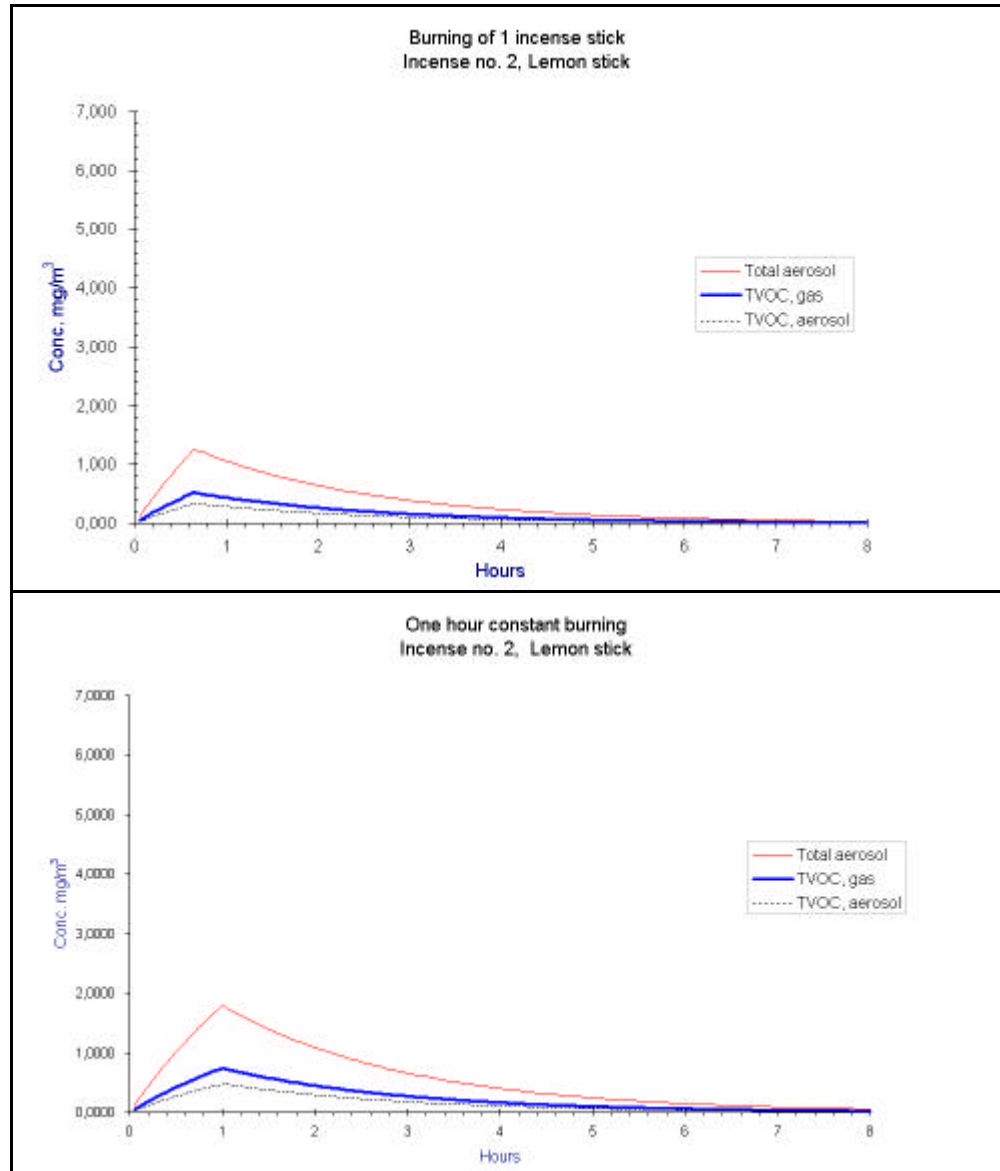 Burning of 1 incense stick
Incense no. 2, Lemon stick
7,000
6,000
5,000
4,000
3,000
2,000
1,000
0,000
Conc. mg/m³
Total aerosol
TVOC, gas
TVOC, aerosol
0 1 2 3 4 5 6 7 8
Hours
One hour constant burning
Incense no. 2, Lemon stick
7,0000
6,0000
5,0000
4,0000
3,0000
2,0000
1,0000
0,0000
Conc. mg/m³
Total aerosol
TVOC, gas
TVOC, aerosol
0 1 2 3 4 5 6 7 8
Hours